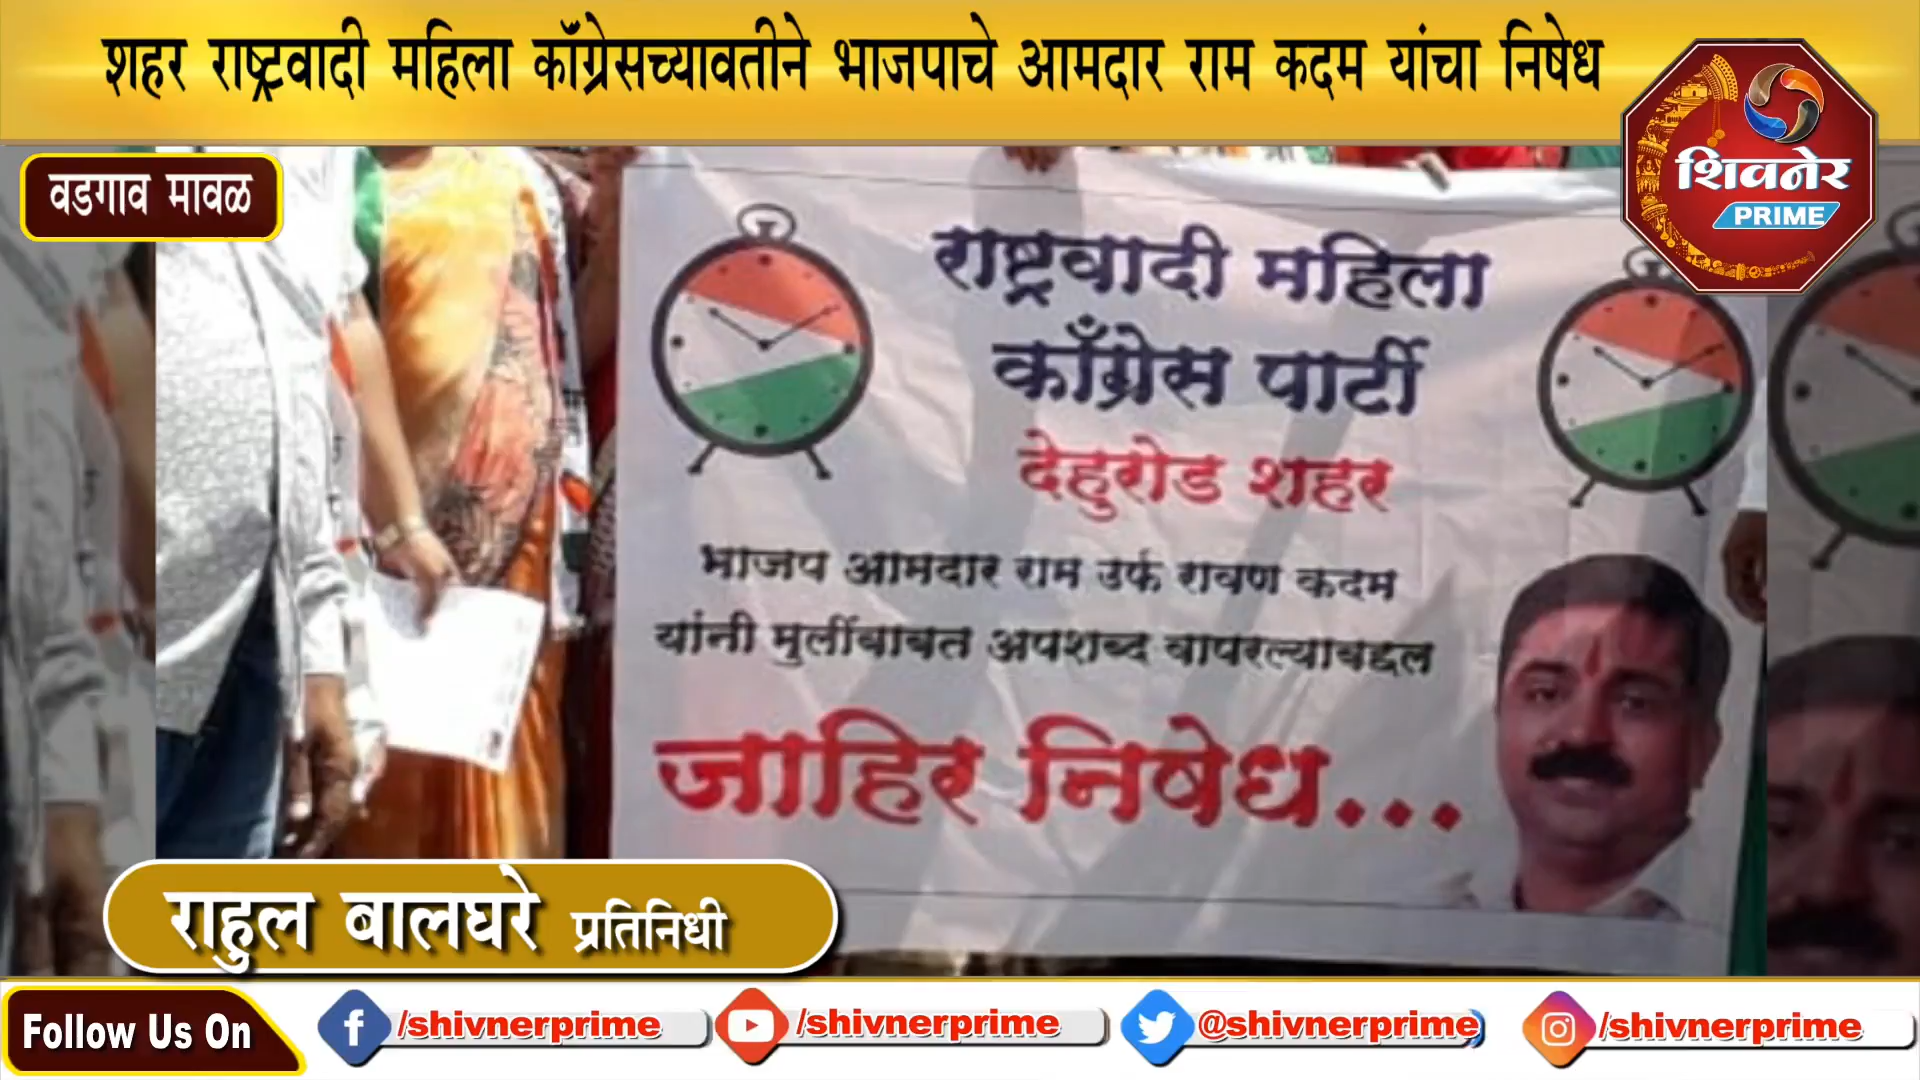 शहर राष्ट्रवादी महिला काँग्रेसच्यावतीने भाजपाचे आमदार राम कदम यांचा निषेध
वडगाव मावळ
शिवनेर
PRIME
राष्ट्रवादी महिला
काँग्रेस पार्टी
देहुरोड शहर
भाजप आमदार राम उर्फ रावण कदम
यांनी मुलींबाबत अपशब्द वापरल्याबद्दल
जाहिर निषेध...
राहुल बालघरे प्रतिनिधी
Follow Us On
/shivnerprime
/shivnerprime
@shivnerprime
/shivnerprime